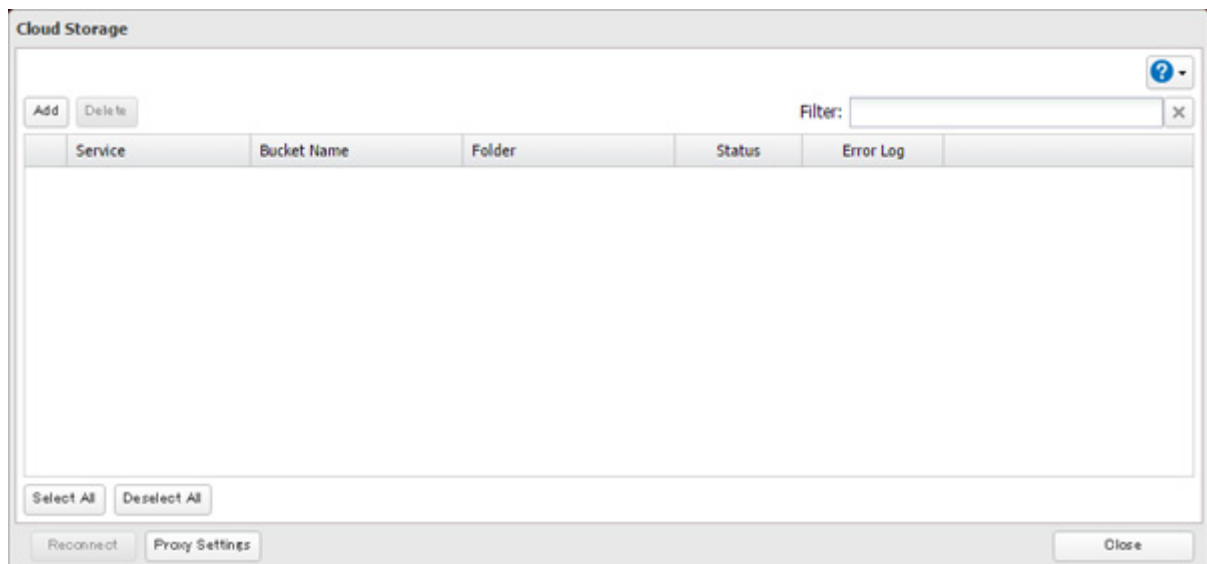 Cloud Storage
?
Add Delete Filter:
Service Bucket Name Folder Status Error Log
Select All Deselect All
Reconnect Proxy Settings Close